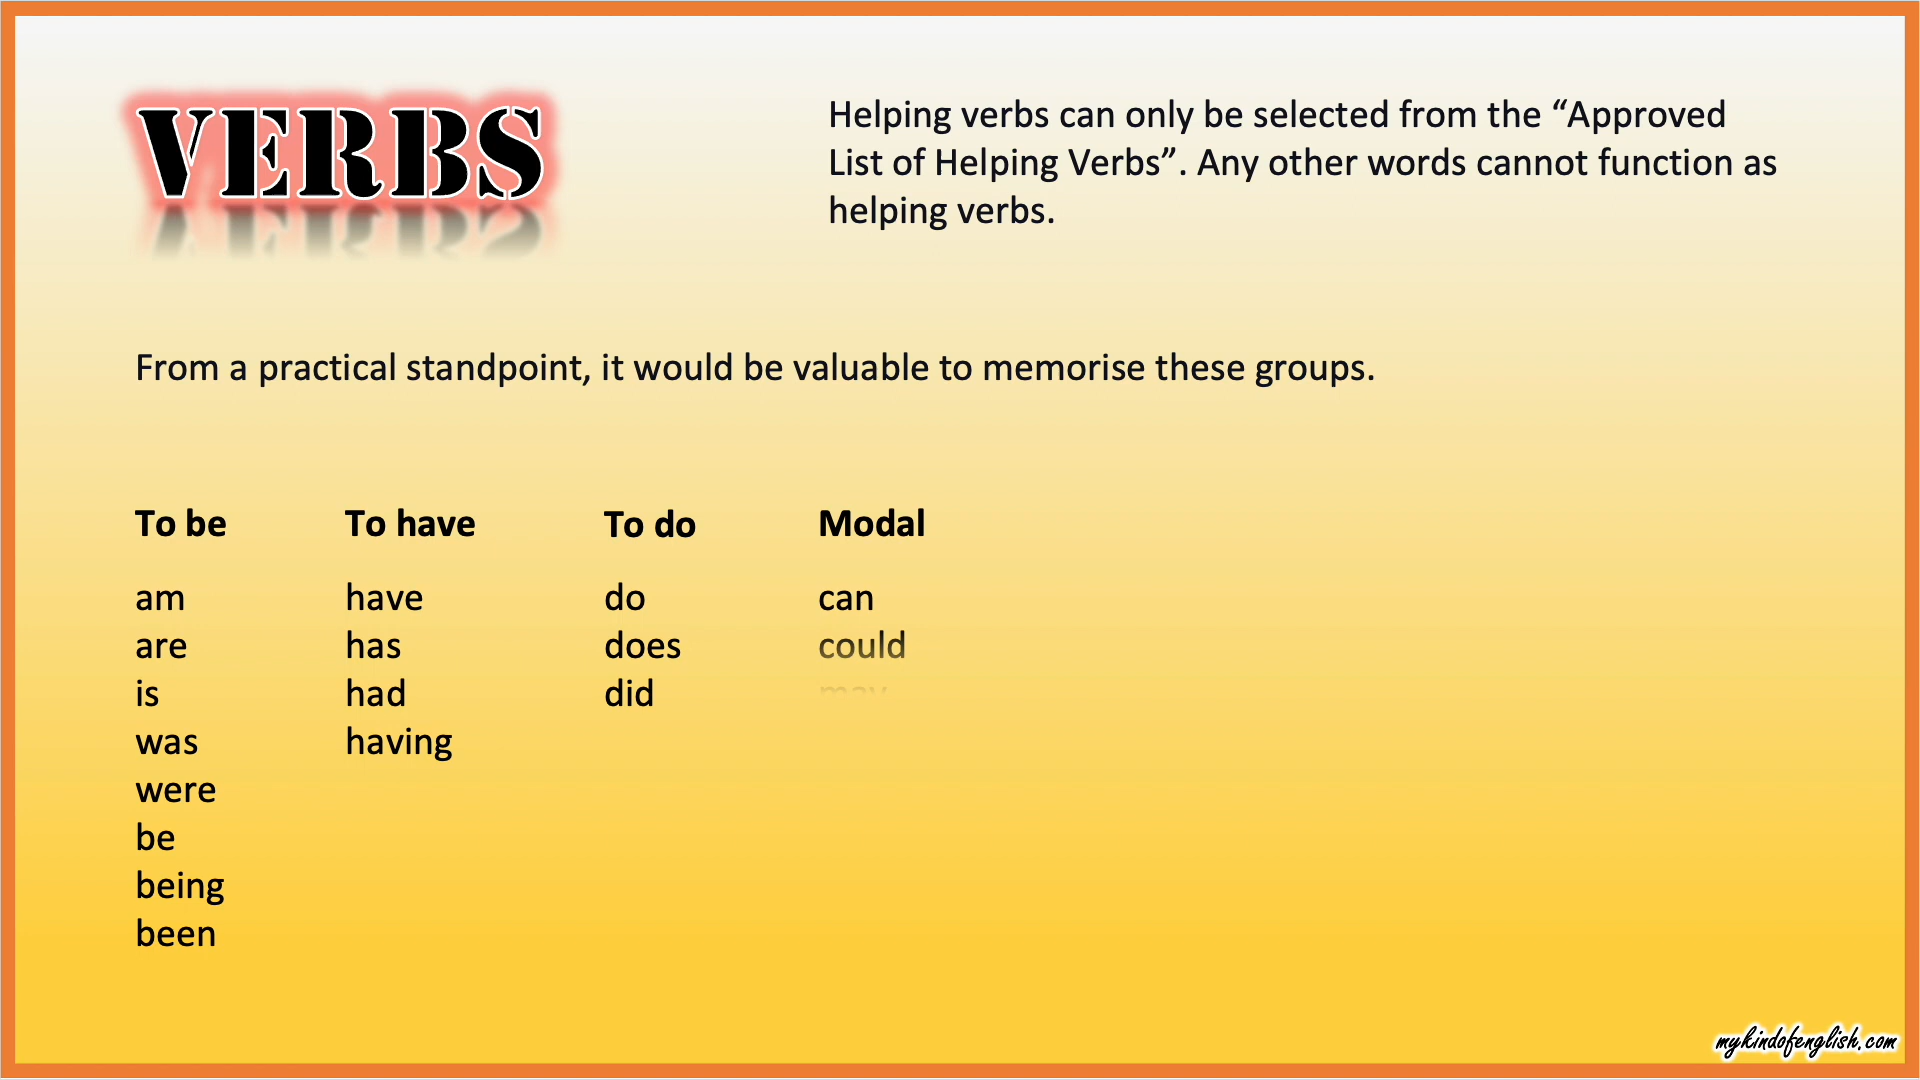 VERBS
Helping verbs can only be selected from the “Approved
List of Helping Verbs”. Any other words cannot function as
helping verbs.
From a practical standpoint, it would be valuable to memorise these groups.
To be
am
are
is
was
were
be
being
been
To have
have
has
had
having
To do
do
does
did
Modal
can
could
mykindofenglish.com